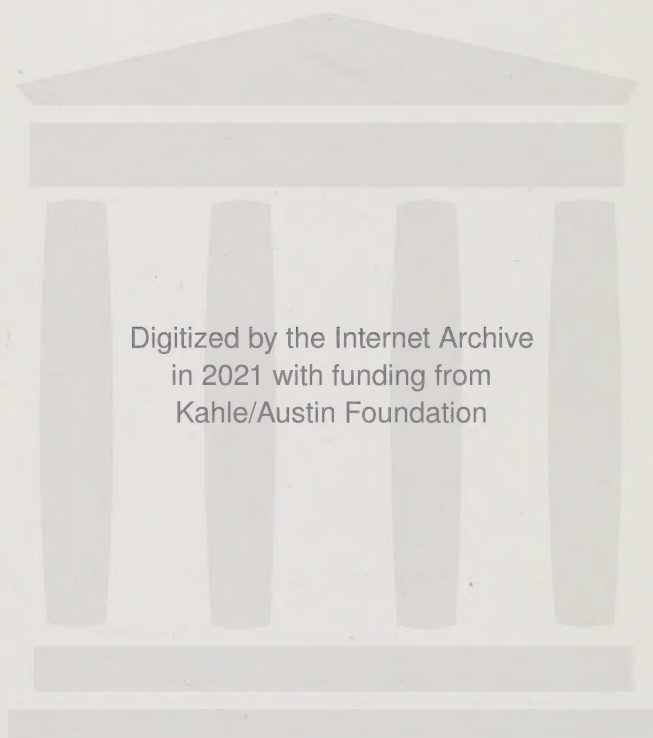 Digitized by the Internet Archive
in 2021 with funding from
Kahle/Austin Foundation